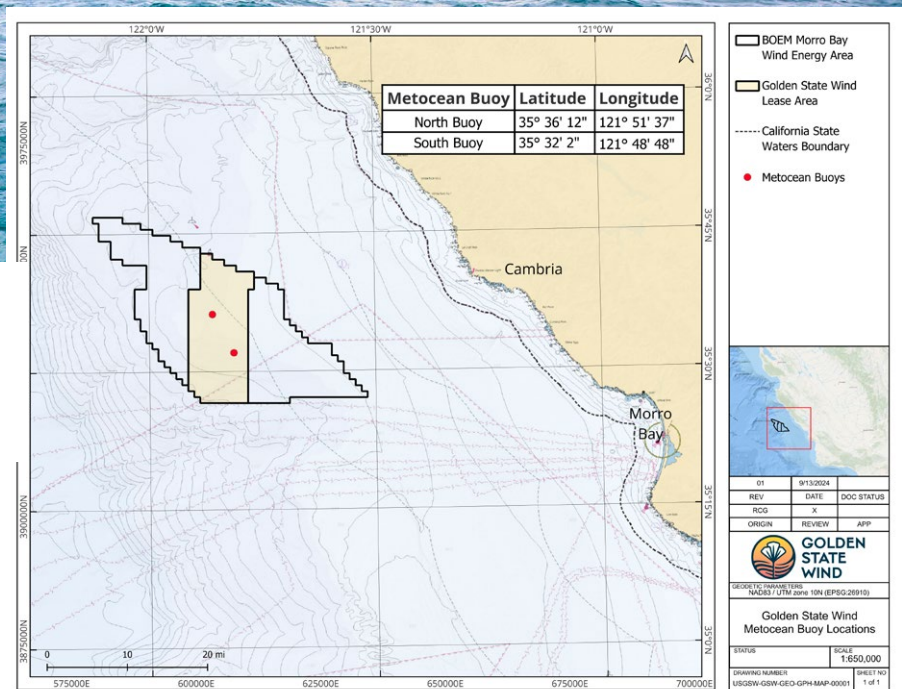 122°0'W
121°30'W
121°0'W
Metocean Buoy Latitude Longitude
North Buoy 35° 36' 12" 121° 51' 37"
South Buoy 35° 32' 2" 121° 48' 48"
36°0'N
3975000N
35°45'N
00N
Cambria
35°30'N
Morro
Bay
35°15'N
3900000N
35°0'N
3875000N
0 10 20 mi
575000E 600000E 625000E 650000E 675000E 700000E
BOEM Morro Bay
Wind Energy Area
Golden State Wind
Lease Area
California State
Waters Boundary
Metocean Buoys
01 9/13/2024
REV DATE DOC STATUS
RCG X
ORIGIN REVIEW APP
GOLDEN
STATE
WIND
GEODETIC PARAMETERS
NAD83 / UTM zone 10N (EPSG:26910)
Golden State Wind
Metocean Buoy Locations
STATUS SCALE
1:650,000
DRAWING NUMBER SHEET NO
USGSW-GSW-GEO-GPH-MAP-00001 1 of 1